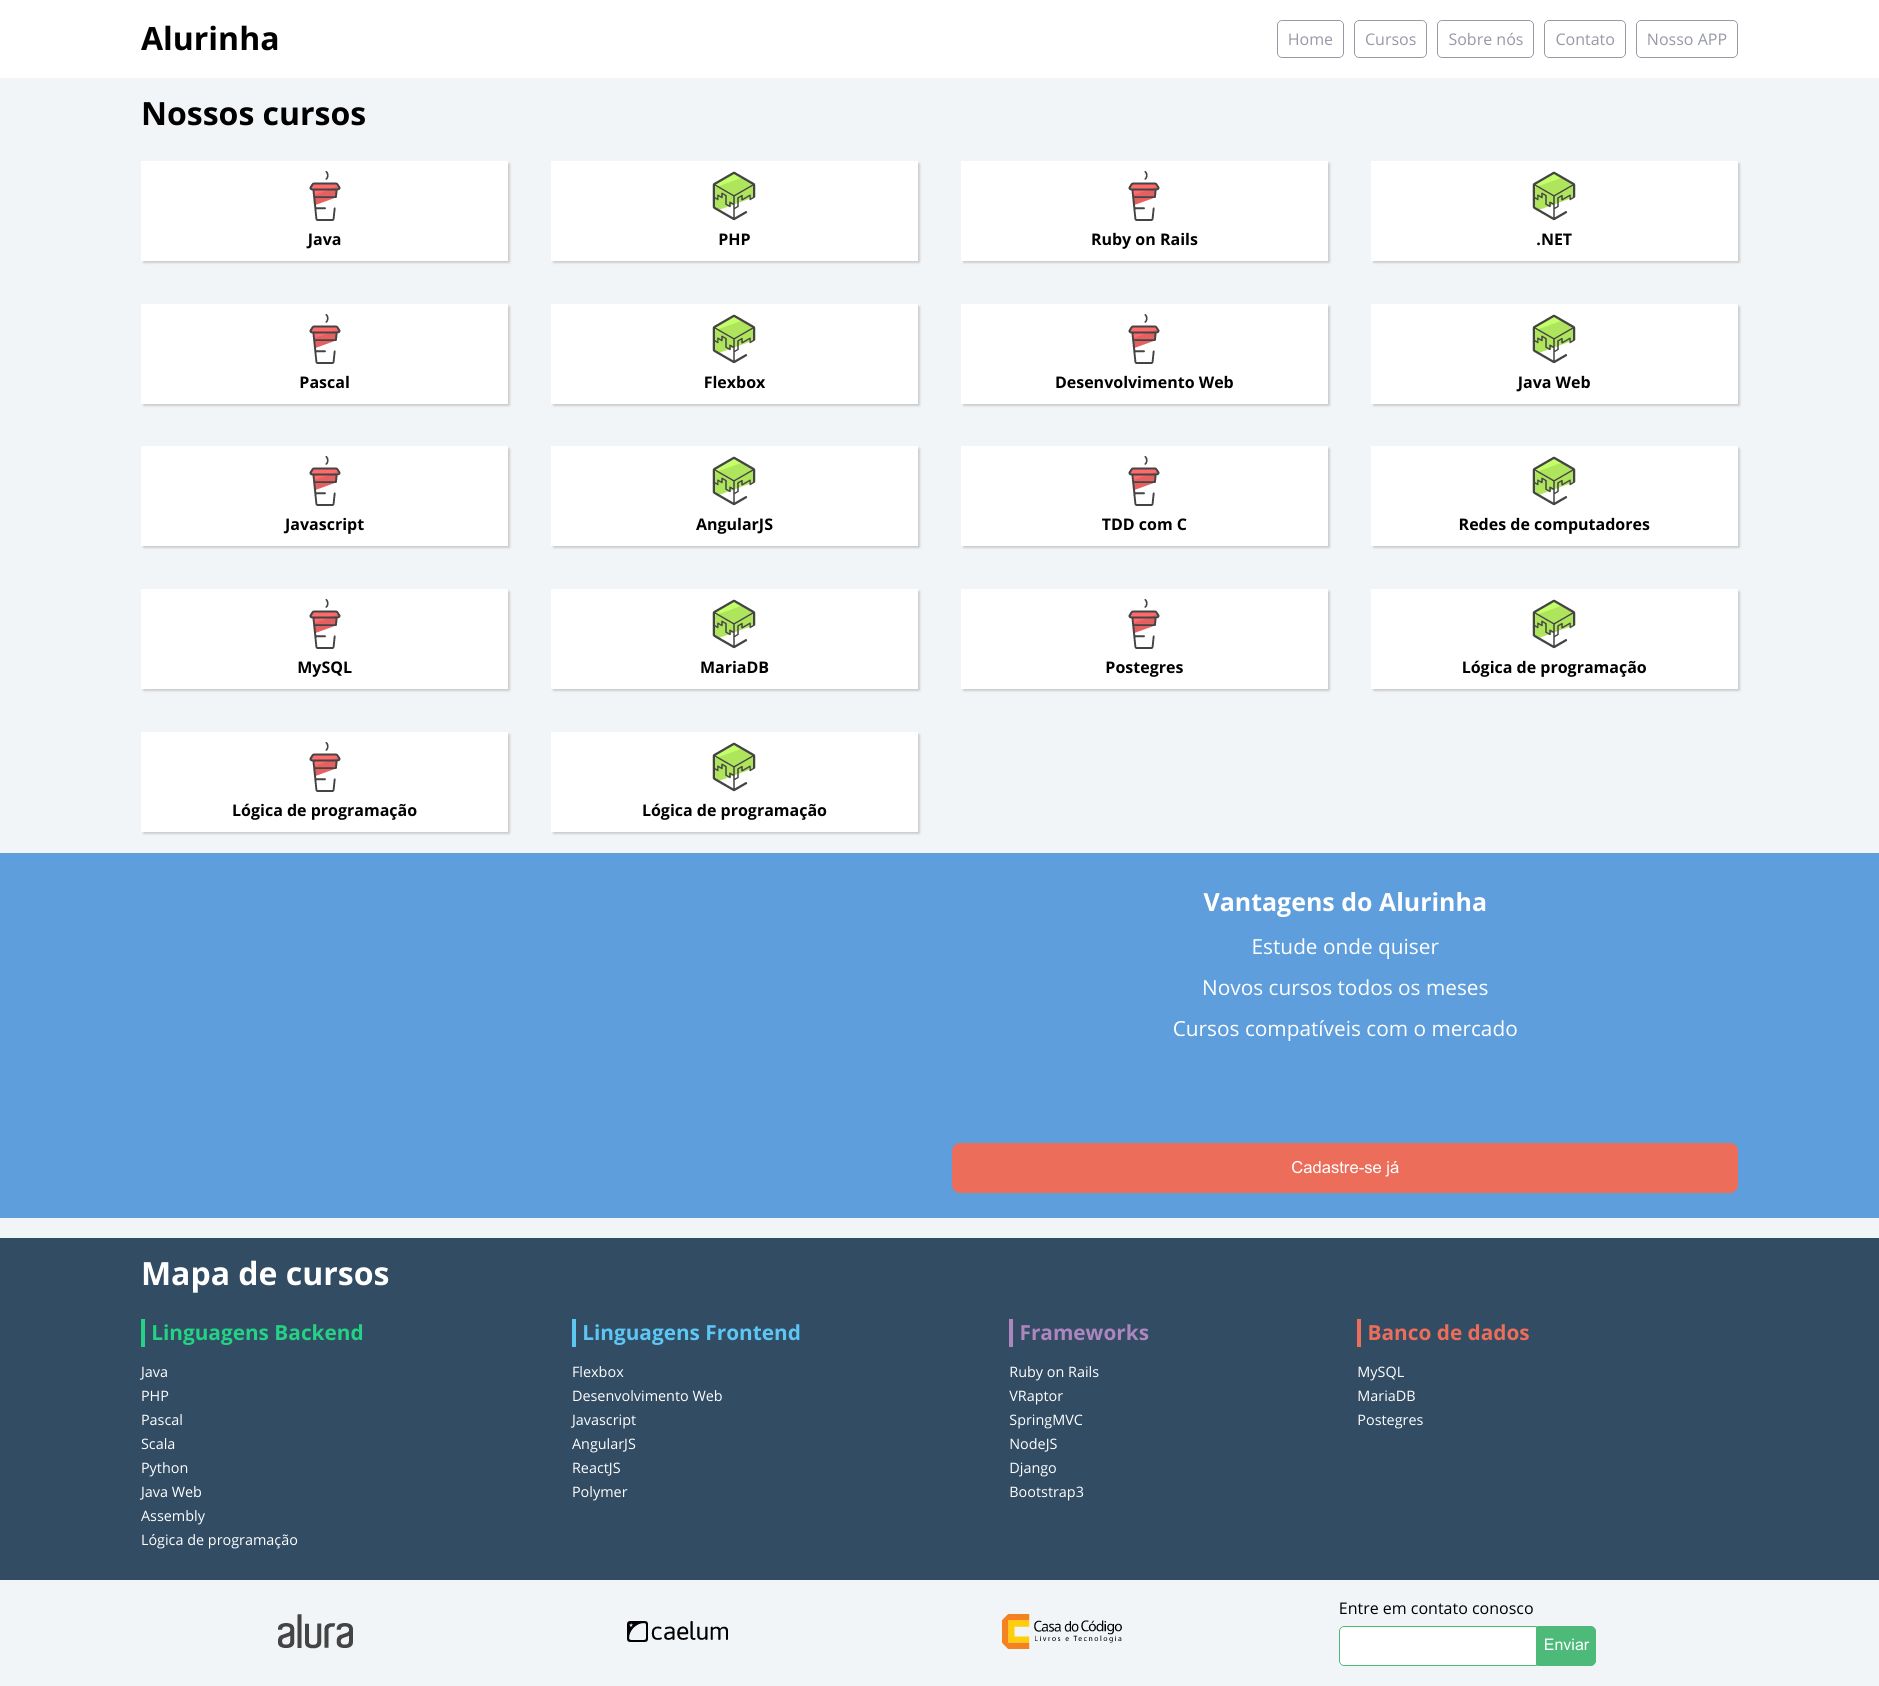 Alurinha
Home
Cursos
Sobre nós
Contato
Nosso APP
Nossos cursos
Java
PHP
Ruby on Rails
.NET
Pascal
Flexbox
Desenvolvimento Web
Java Web
Javascript
AngularJS
TDD com C
Redes de computadores
MySQL
MariaDB
Postegres
Lógica de programação
Lógica de programação
Lógica de programação
Vantagens do Alurinha
Estude onde quiser
Novos cursos todos os meses
Cursos compatíveis com o mercado
Cadastre-se já
Mapa de cursos
Linguagens Backend
Java
PHP
Pascal
Scala
Python
Java Web
Assembly
Lógica de programação
Linguagens Frontend
Flexbox
Desenvolvimento Web
Javascript
AngularJS
ReactJS
Polymer
Frameworks
Ruby on Rails
VRaptor
SpringMVC
NodeJS
Django
Bootstrap3
Banco de dados
MySQL
MariaDB
Postegres
alura
caelum
Casa do Código
Livros e Tecnologia
Entre em contato conosco
Enviar